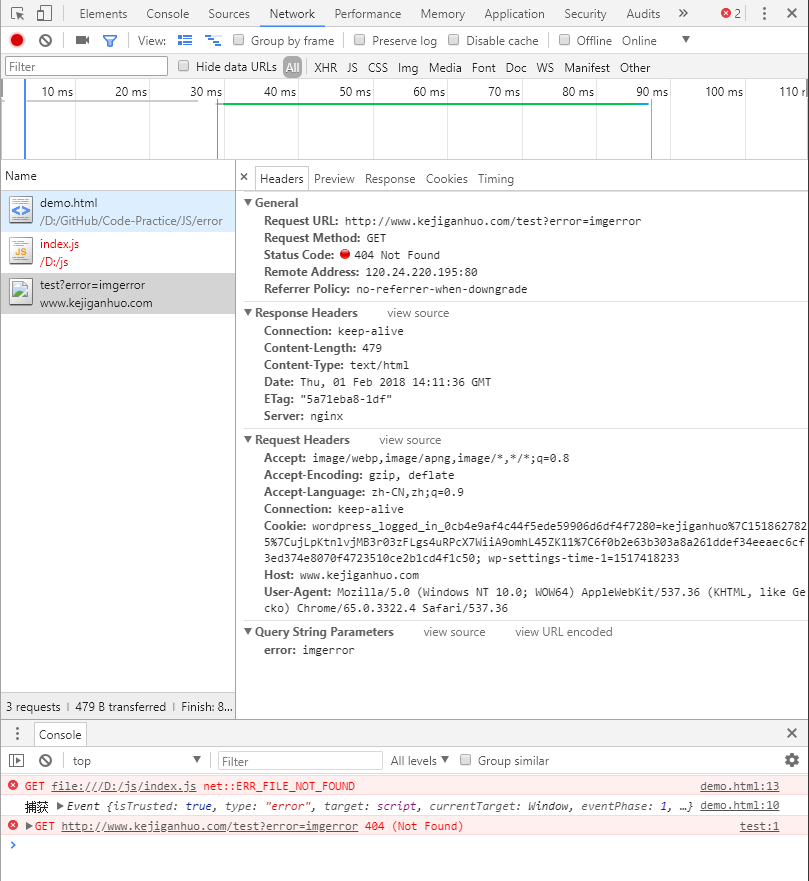 Elements Console Sources Network Performance Memory Application Security Audits » 2
View: Group by frame Preserve log Disable cache Offline Online
Filter Hide data URLs All XHR JS CSS Img Media Font Doc WS Manifest Other
10 ms 20 ms 30 ms 40 ms 50 ms 60 ms 70 ms 80 ms 90 ms 100 ms 110 r
Name
demo.html
/D:/GitHub/Code-Practice/JS/error
index.js
/D:/js
test?error=imgerror
www.kejiganhuo.com
3 requests | 479 B transferred | Finish: 8...
× Headers Preview Response Cookies Timing
General
Request URL: http://www.kejiganhuo.com/test?error=imgerror
Request Method: GET
Status Code: 404 Not Found
Remote Address: 120.24.220.195:80
Referrer Policy: no-referrer-when-downgrade
Response Headers view source
Connection: keep-alive
Content-Length: 479
Content-Type: text/html
Date: Thu, 01 Feb 2018 14:11:36 GMT
ETag: "5a71eba8-1df"
Server: nginx
Request Headers view source
Accept: image/webp,image/apng,image/*,*/*;q=0.8
Accept-Encoding: gzip, deflate
Accept-Language: zh-CN,zh;q=0.9
Connection: keep-alive
Cookie: wordpress_logged_in_0cb4e9af4c44f5ede59906d6df4f7280=kejiganhuo%7C151862782
5%7CujLpKtnlvjMB3r03zFLgs4uRPcX7WiiA9omhL45ZK11%7C6f0b2e63b303a8a261ddef34eeaec6cf
3ed374e8070f4723510ce2b1cd4f1c50; wp-settings-time-1=1517418233
Host: www.kejiganhuo.com
User-Agent: Mozilla/5.0 (Windows NT 10.0; WOW64) AppleWebKit/537.36 (KHTML, like Ge
cko) Chrome/65.0.3322.4 Safari/537.36
Query String Parameters view source view URL encoded
error: imgerror
Console
top Filter All levels Group similar
GET file:///D:/js/index.js net::ERR_FILE_NOT_FOUND demo.html:13
捕获 Event {isTrusted: true, type: "error", target: script, currentTarget: Window, eventPhase: 1, …} demo.html:10
GET http://www.kejiganhuo.com/test?error=imgerror 404 (Not Found) test:1